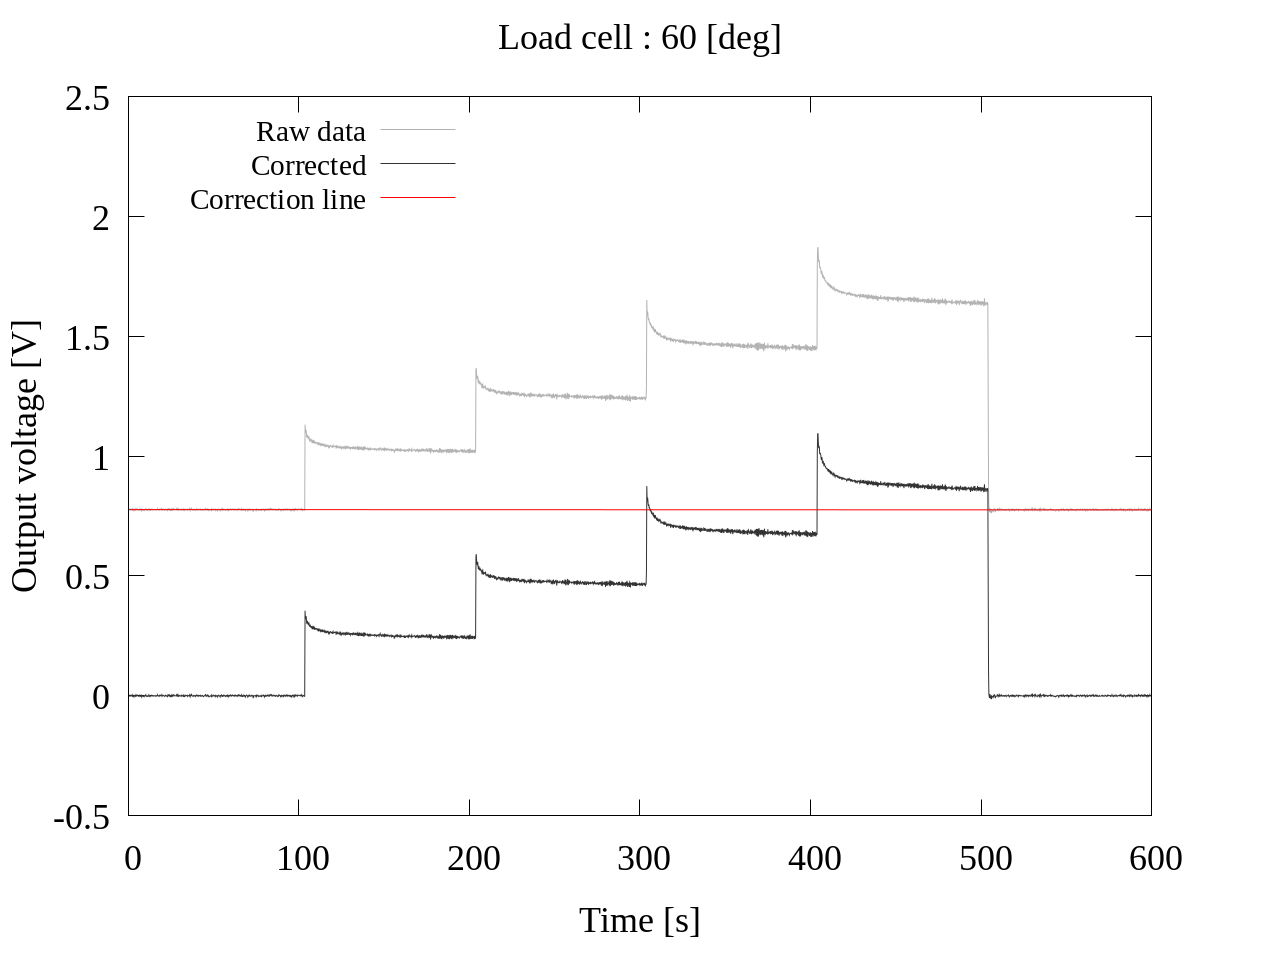 Load cell : 60 [deg]
2.5
2
1.5
1
0.5
0
-0.5
Output voltage [V]
Raw data
Corrected
Correction line
0 100 200 300 400 500 600
Time [s]